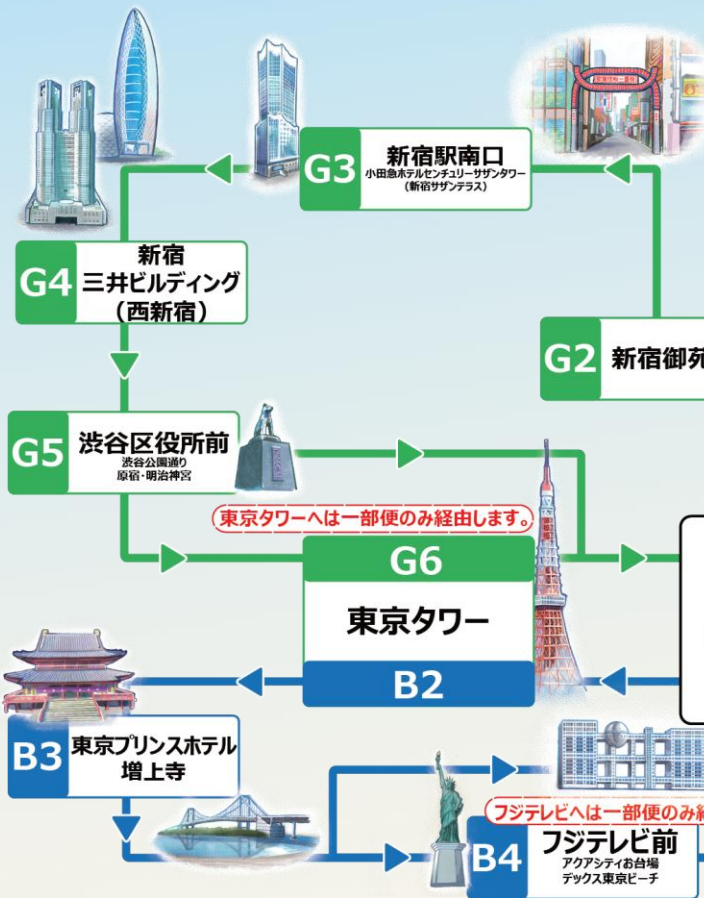 G3
新宿駅南口
小田急ホテルセンチュリーサザンタワー
(新宿サザンテラス)
G4
新宿
三井ビルディング
(西新宿)
G2
新宿御苑
G5
渋谷区役所前
渋谷公園通り
原宿・明治神宮
東京タワーへは一部便のみ経由します。
G6
東京タワー
B2
B3
東京プリンスホテル
増上寺
フジテレビへは一部便のみ経
B4
フジテレビ前
アクアシティお台場
デックス東京ビーチ